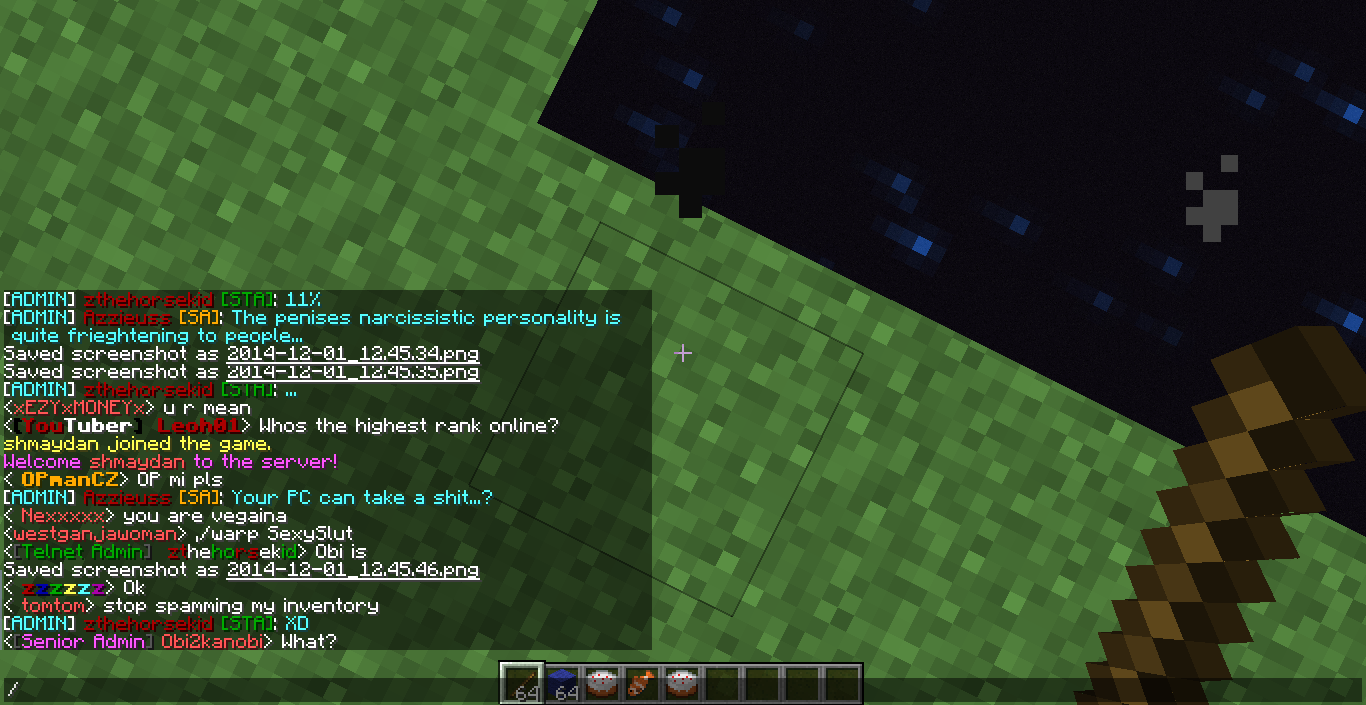 [ADMIN] zthehorsekid [STA]: 11%
[ADMIN] Azzieuss [SA]: The penises narcissistic personality is
quite frieghtening to people...
Saved screenshot as 2014-12-01_12.45.34.png
Saved screenshot as 2014-12-01_12.45.35.png
[ADMIN] zthehorsekid [STA]: ...
<xEZYxMONEYx> u r mean
<[YouTuber] Leoh01> Whos the highest rank online?
shmaydan joined the game.
Welcome shmaydan to the server!
< OPmanCZ> OP mi pls
[ADMIN] Azzieuss [SA]: Your PC can take a shit...?
< Nexxxxx> you are vegaina
<westganjawoman> ,/warp SexySlut
<[Telnet Admin] zthehorsekid> Obi is
Saved screenshot as 2014-12-01_12.45.46.png
< zzzzzz> Ok
< tomtom> stop spamming my inventory
[ADMIN] zthehorsekid [STA]: XD
<[Senior Admin] Obi2kanobi> What?
64 64
/